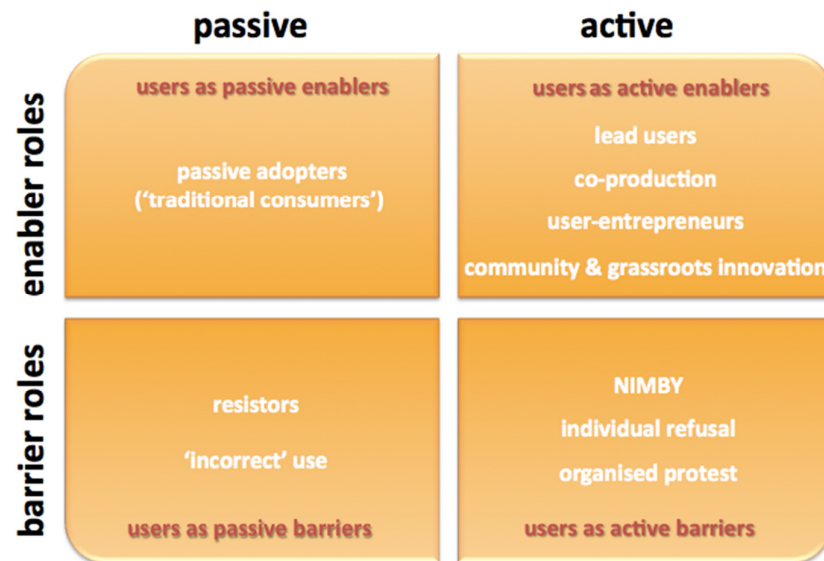 passive
active
enabler roles
users as passive enablers
passive adopters
(‘traditional consumers’)
users as active enablers
lead users
co-production
user-entrepreneurs
community & grassroots innovation
barrier roles
resistors
‘incorrect’ use
users as passive barriers
NIMBY
individual refusal
organised protest
users as active barriers